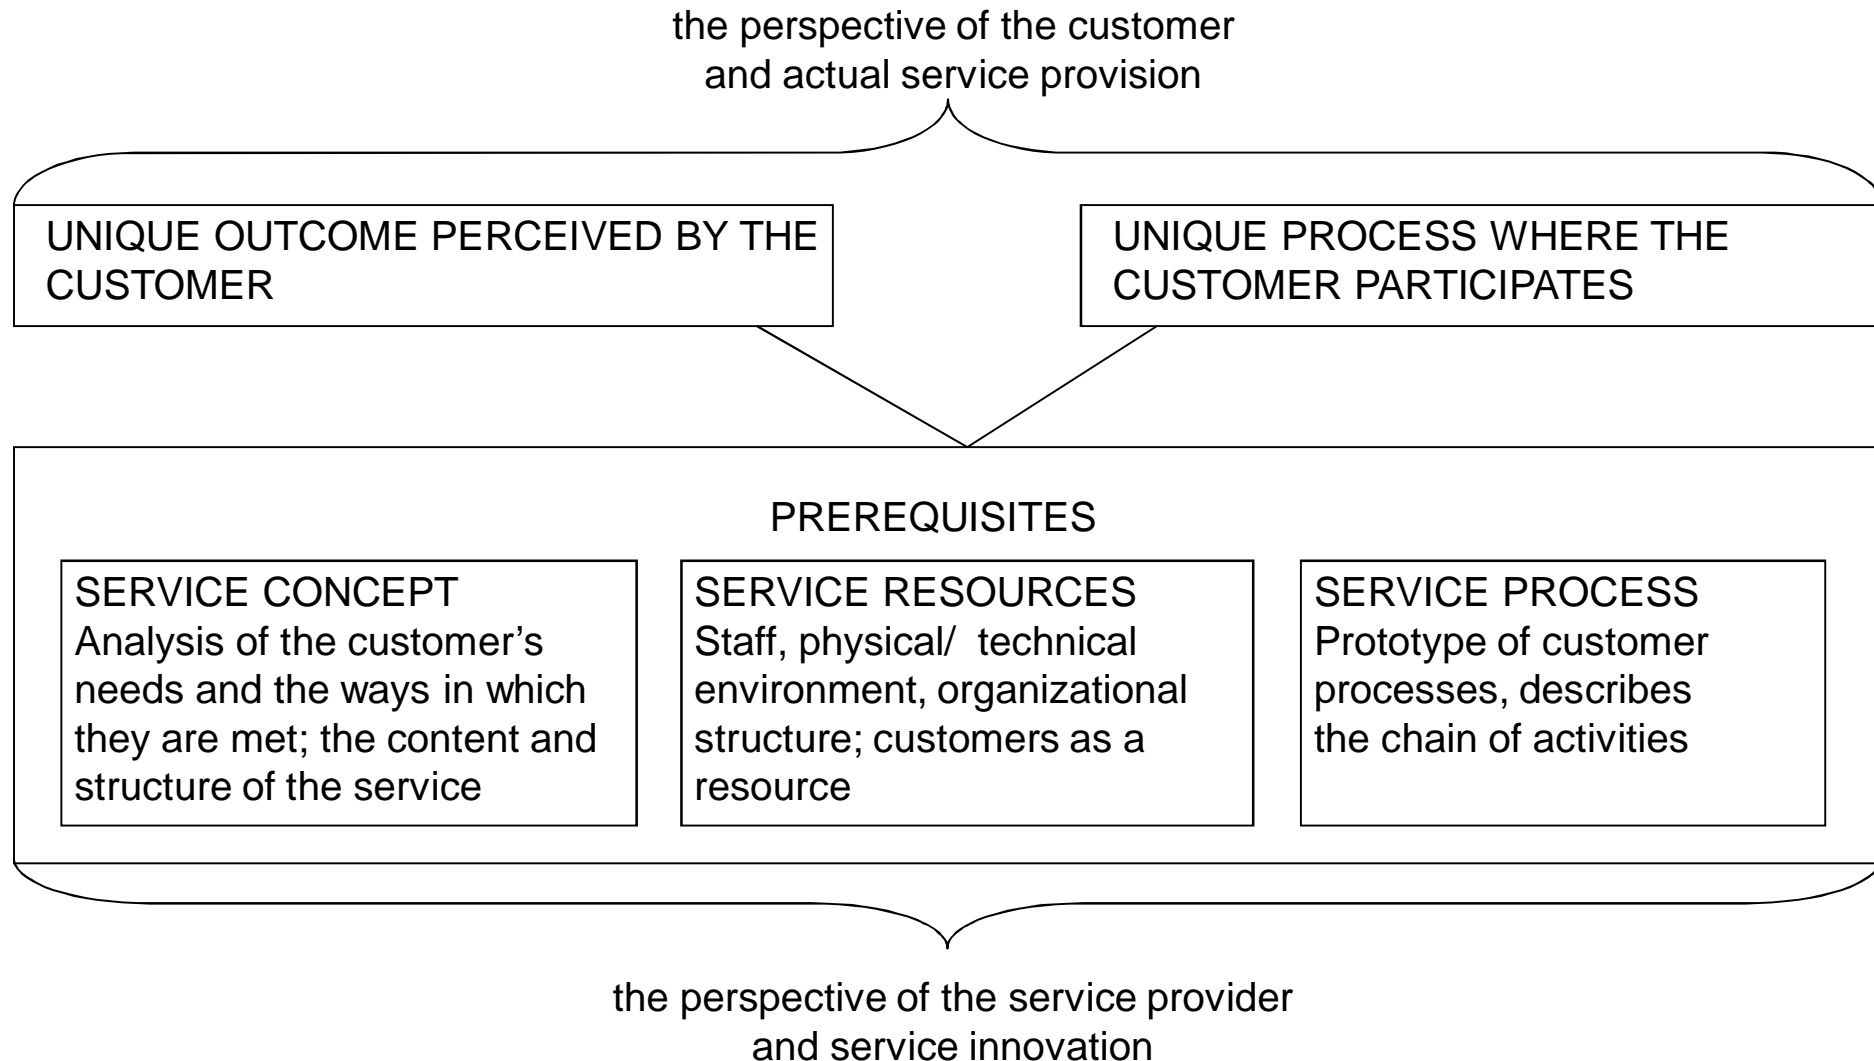 the perspective of the customer
and actual service provision
UNIQUE OUTCOME PERCEIVED BY THE
CUSTOMER
UNIQUE PROCESS WHERE THE
CUSTOMER PARTICIPATES
PREREQUISITES
SERVICE CONCEPT
Analysis of the customer’s
needs and the ways in which
they are met; the content and
structure of the service
SERVICE RESOURCES
Staff, physical/ technical
environment, organizational
structure; customers as a
resource
SERVICE PROCESS
Prototype of customer
processes, describes
the chain of activities
the perspective of the service provider
and service innovation